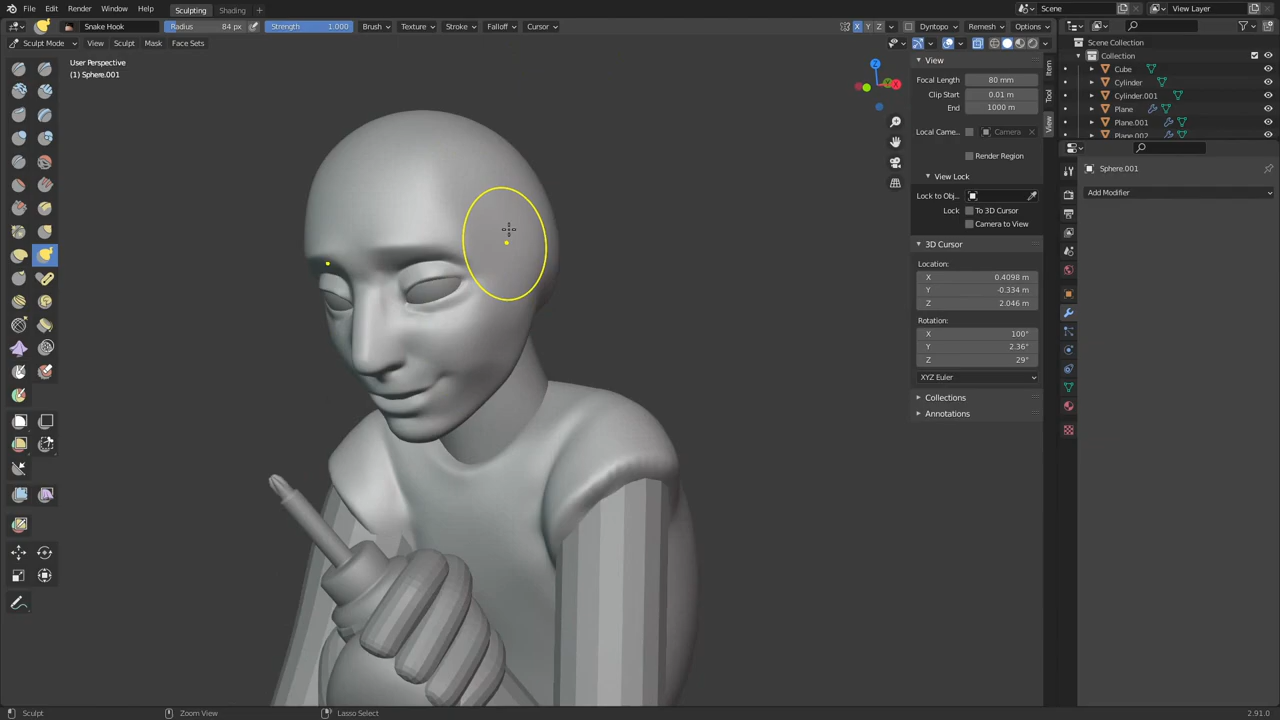 File Edit Render Window Help Sculpting Shading + Scene View Layer
Snake Hook Radius 84 px Strength 1.000 Brush Texture Stroke Falloff Cursor X Y Z Dyntopo Remesh Options
Sculpt Mode View Sculpt Mask Face Sets
User Perspective
(1) Sphere.001
Z
Y
X
View
Focal Length 80 mm
Clip Start 0.01 m
End 1000 m
Local Came... Camera
Render Region
View Lock
Lock to Obj...
Lock To 3D Cursor
Camera to View
3D Cursor
Location:
X 0.4098 m
Y -0.334 m
Z 2.046 m
Rotation:
X 100°
Y 2.36°
Z 29°
XYZ Euler
Collections
Annotations
Item
Tool
View
Scene Collection
Collection
Cube
Cylinder
Cylinder.001
Plane
Plane.001
Plane.002
Sphere.001
Add Modifier
Sculpt Zoom View Lasso Select 2.91.0